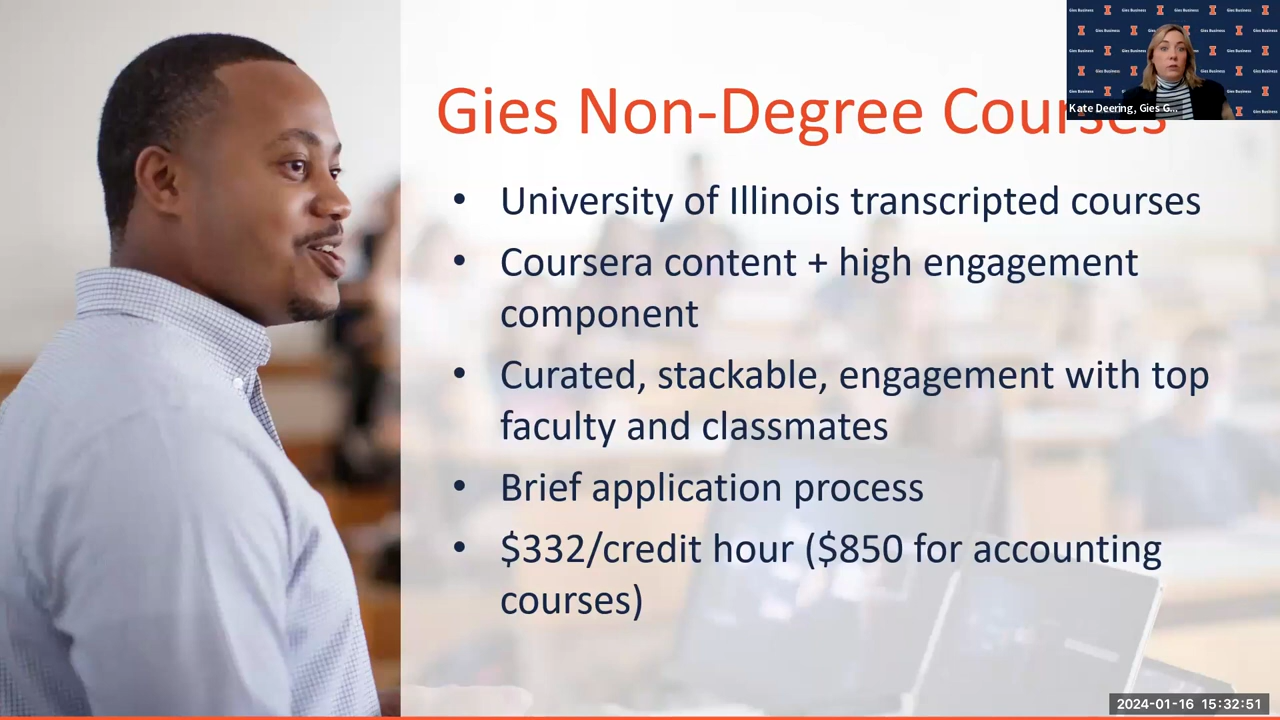 Gies Non-Degree Courses
• University of Illinois transcripted courses
• Coursera content + high engagement
component
• Curated, stackable, engagement with top
faculty and classmates
• Brief application process
• $332/credit hour ($850 for accounting
courses)
Gies Business
Kate Deering, Gies G...
2024-01-16 15:32:51